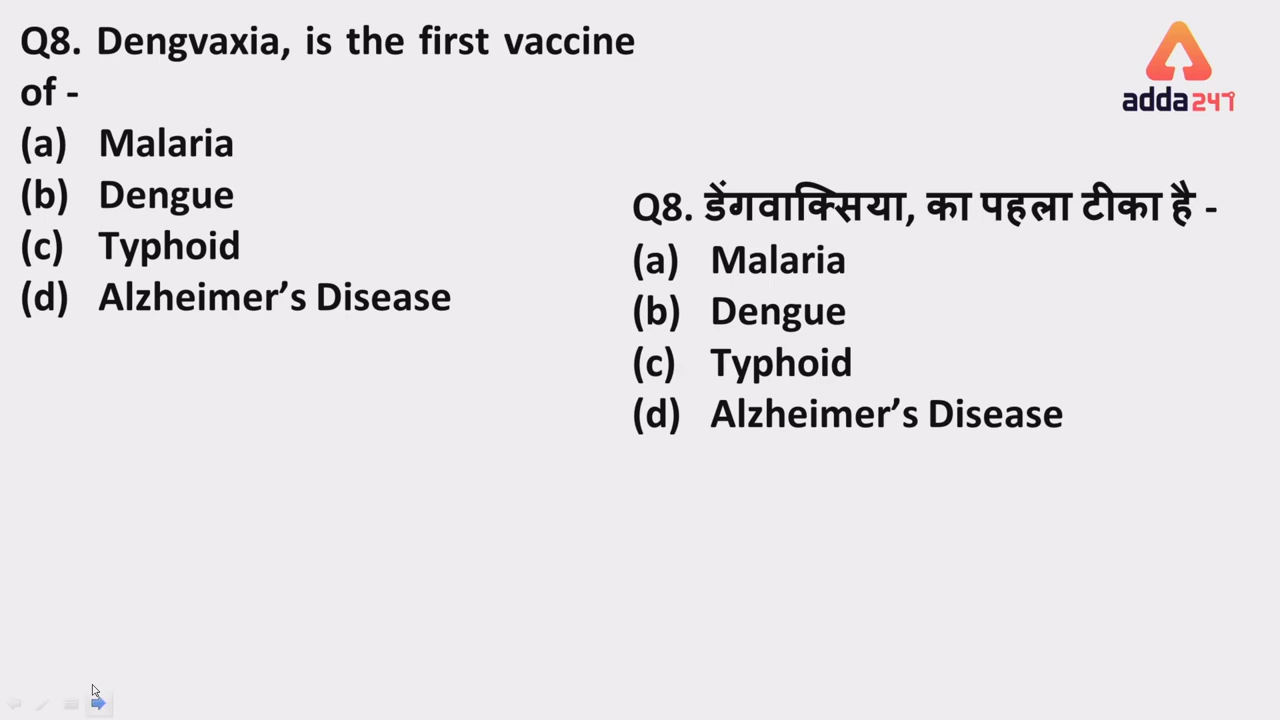 Q8. Dengvaxia, is the first vaccine
of -
(a) Malaria
(b) Dengue
(c) Typhoid
(d) Alzheimer’s Disease
adda247
Q8. डेंगवाक्सिया, का पहला टीका है -
(a) Malaria
(b) Dengue
(c) Typhoid
(d) Alzheimer’s Disease